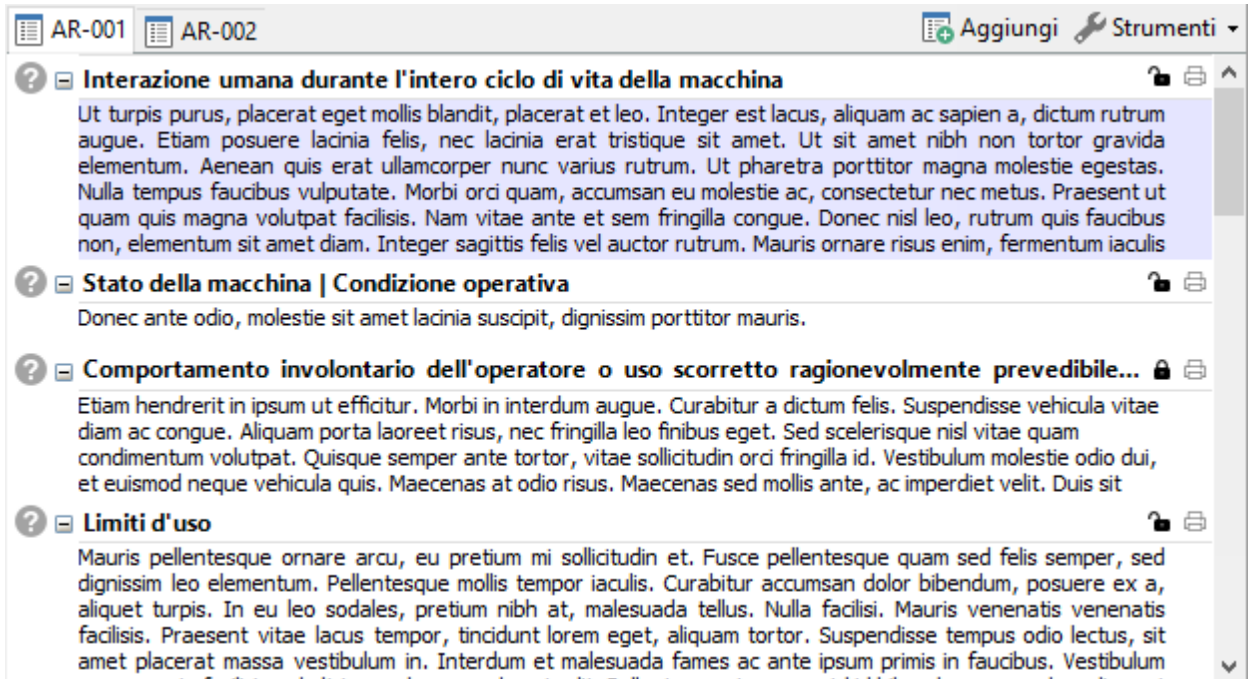 AR-001 AR-002 Aggiungi Strumenti
Interazione umana durante l'intero ciclo di vita della macchina
Ut turpis purus, placerat eget mollis blandit, placerat et leo. Integer est lacus, aliquam ac sapien a, dictum rutrum
augue. Etiam posuere lacinia felis, nec lacinia erat tristique sit amet. Ut sit amet nibh non tortor gravida
elementum. Aenean quis erat ullamcorper nunc varius rutrum. Ut pharetra porttitor magna molestie egestas.
Nulla tempus faucibus vulputate. Morbi orci quam, accumsan eu molestie ac, consectetur nec metus. Praesent ut
quam quis magna volutpat facilisis. Nam vitae ante et sem fringilla congue. Donec nisl leo, rutrum quis faucibus
non, elementum sit amet diam. Integer sagittis felis vel auctor rutrum. Mauris ornare risus enim, fermentum iaculis
Stato della macchina | Condizione operativa
Donec ante odio, molestie sit amet lacinia suscipit, dignissim porttitor mauris.
Comportamento involontario dell'operatore o uso scorretto ragionevolmente prevedibile...
Etiam hendrerit in ipsum ut efficitur. Morbi in interdum augue. Curabitur a dictum felis. Suspendisse vehicula vitae
diam ac congue. Aliquam porta laoreet risus, nec fringilla leo finibus eget. Sed scelerisque nisl vitae quam
condimentum volutpat. Quisque semper ante tortor, vitae sollicitudin orci fringilla id. Vestibulum molestie odio dui,
et euismod neque vehicula quis. Maecenas at odio risus. Maecenas sed mollis ante, ac imperdiet velit. Duis sit
Limiti d'uso
Mauris pellentesque ornare arcu, eu pretium mi sollicitudin et. Fusce pellentesque quam sed felis semper, sed
dignissim leo elementum. Pellentesque mollis tempor iaculis. Curabitur accumsan dolor bibendum, posuere ex a,
aliquet turpis. In eu leo sodales, pretium nibh at, malesuada tellus. Nulla facilisi. Mauris venenatis venenatis
facilisis. Praesent vitae lacus tempor, tincidunt lorem eget, aliquam tortor. Suspendisse tempus odio lectus, sit
amet placerat massa vestibulum in. Interdum et malesuada fames ac ante ipsum primis in faucibus. Vestibulum